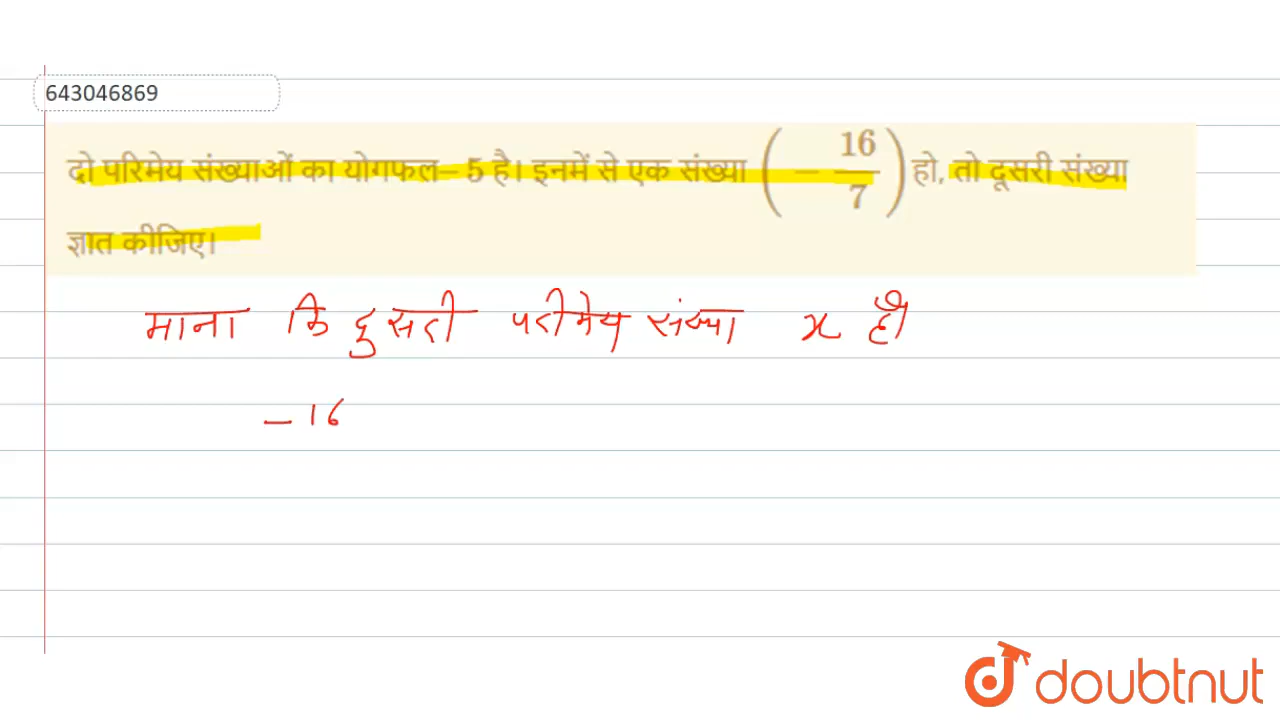 643046869
दो परिमेय संख्याओं का योगफल– 5 है। इनमें से एक संख्या (− 16/7) हो, तो दूसरी संख्या
ज्ञात कीजिए।
माना कि दुसरी परीमेय संख्या x है
– 16
doubtnut